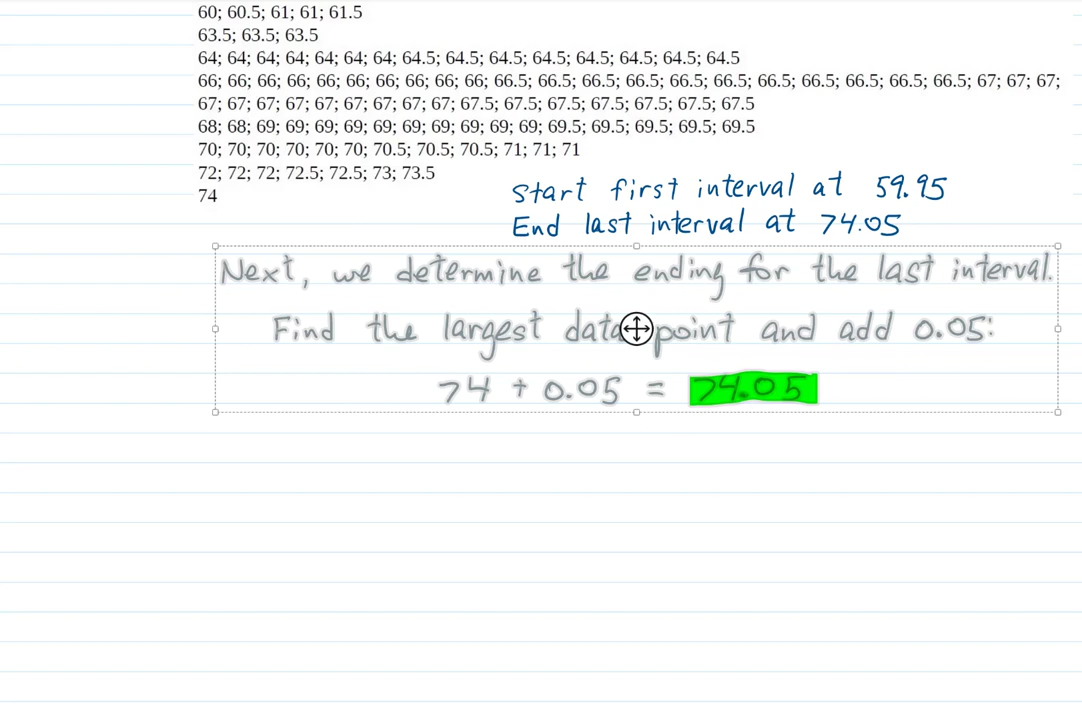 60; 60.5; 61; 61; 61.5
63.5; 63.5; 63.5
64; 64; 64; 64; 64; 64; 64; 64.5; 64.5; 64.5; 64.5; 64.5; 64.5; 64.5; 64.5
66; 66; 66; 66; 66; 66; 66; 66; 66; 66; 66.5; 66.5; 66.5; 66.5; 66.5; 66.5; 66.5; 66.5; 66.5; 66.5; 66.5; 67; 67; 67;
67; 67; 67; 67; 67; 67; 67; 67; 67; 67.5; 67.5; 67.5; 67.5; 67.5; 67.5; 67.5
68; 68; 69; 69; 69; 69; 69; 69; 69; 69; 69; 69; 69.5; 69.5; 69.5; 69.5; 69.5
70; 70; 70; 70; 70; 70; 70.5; 70.5; 70.5; 71; 71; 71
72; 72; 72; 72.5; 72.5; 73; 73.5
74
Start first interval at 59.95
End last interval at 74.05
Next, we determine the ending for the last interval.
Find the largest data point and add 0.05:
74 + 0.05 = 74.05